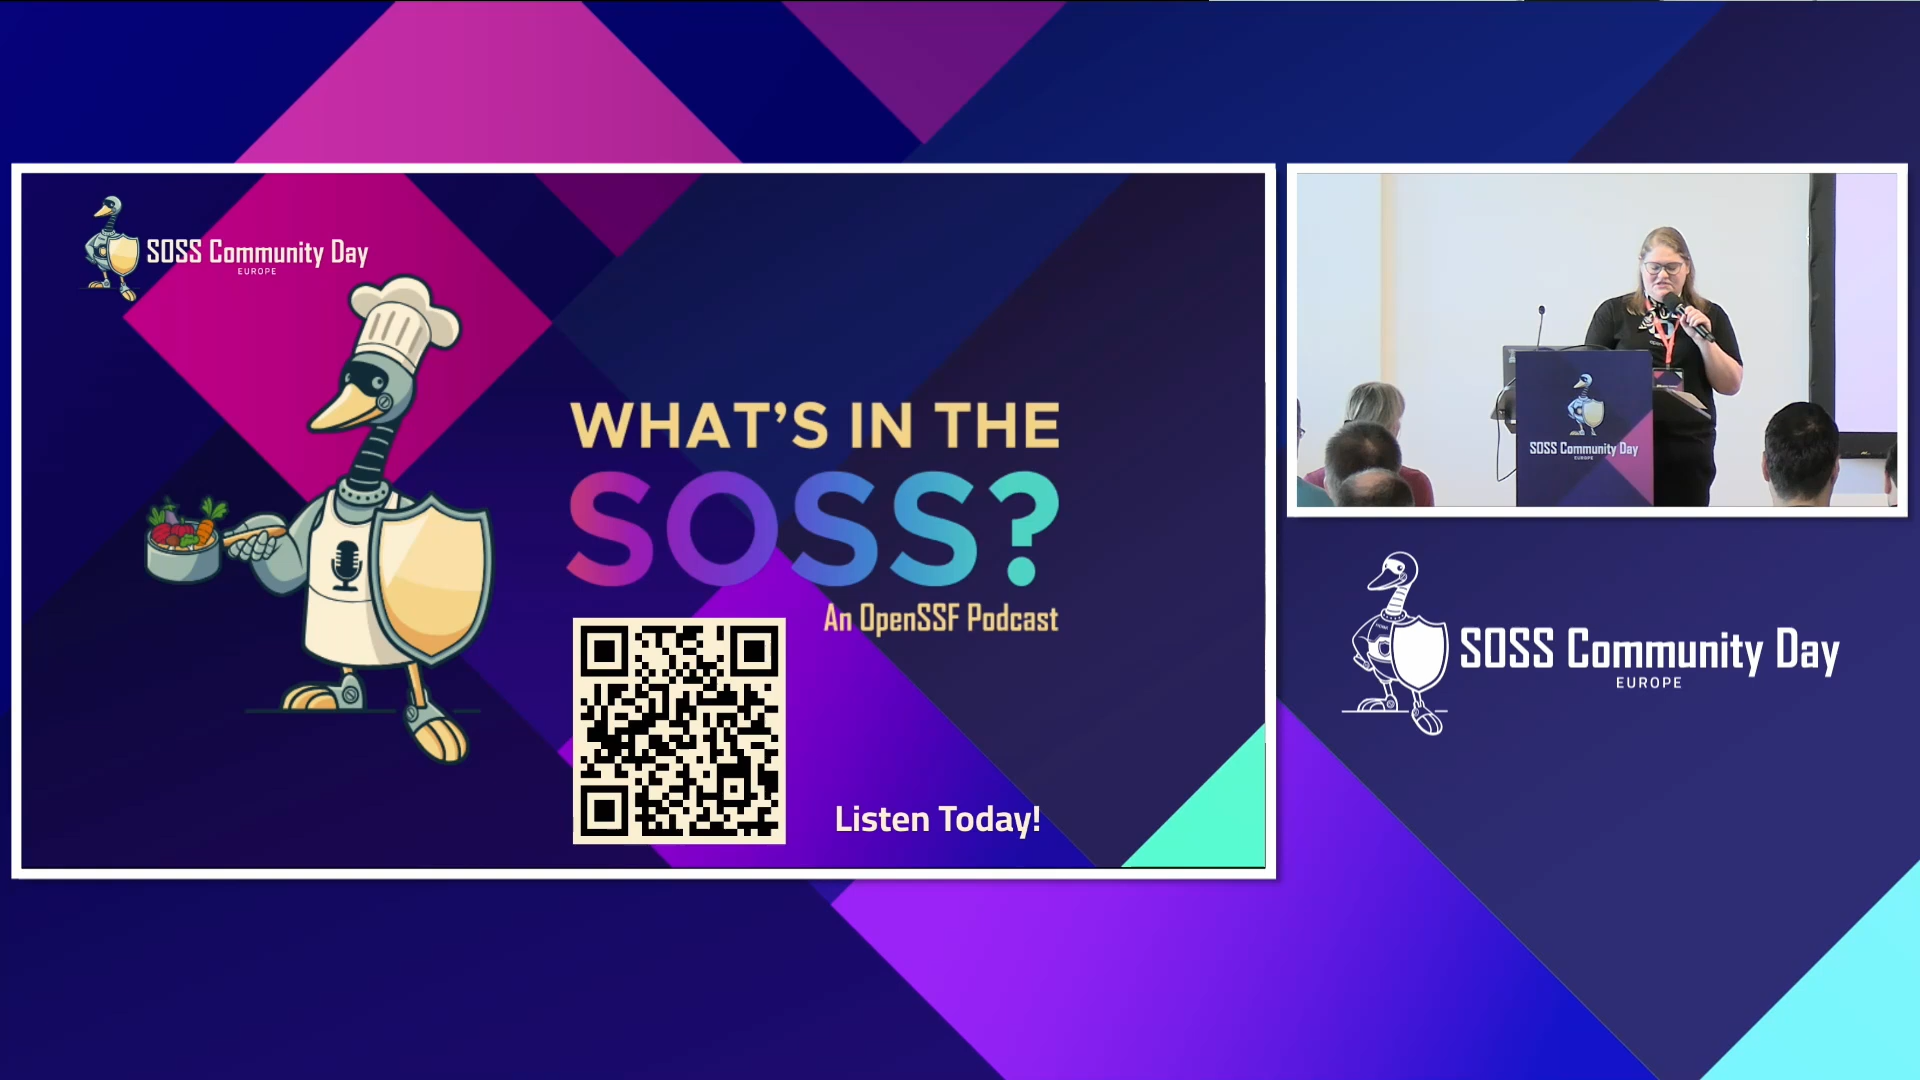 SOSS Community Day
EUROPE
WHAT'S IN THE
SOSS?
An OpenSSF Podcast
Listen Today!
SOSS Community Day
EUROPE
SOSS Community Day
EUROPE